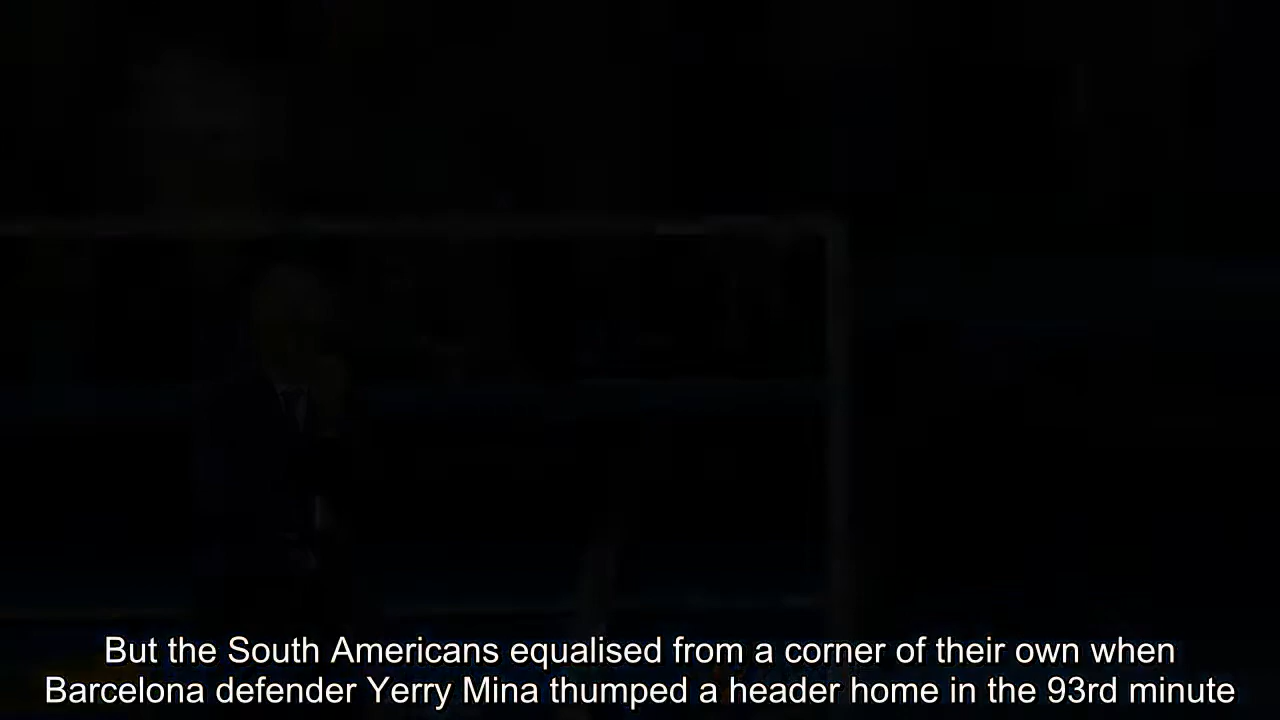 But the South Americans equalised from a corner of their own when
Barcelona defender Yerry Mina thumped a header home in the 93rd minute